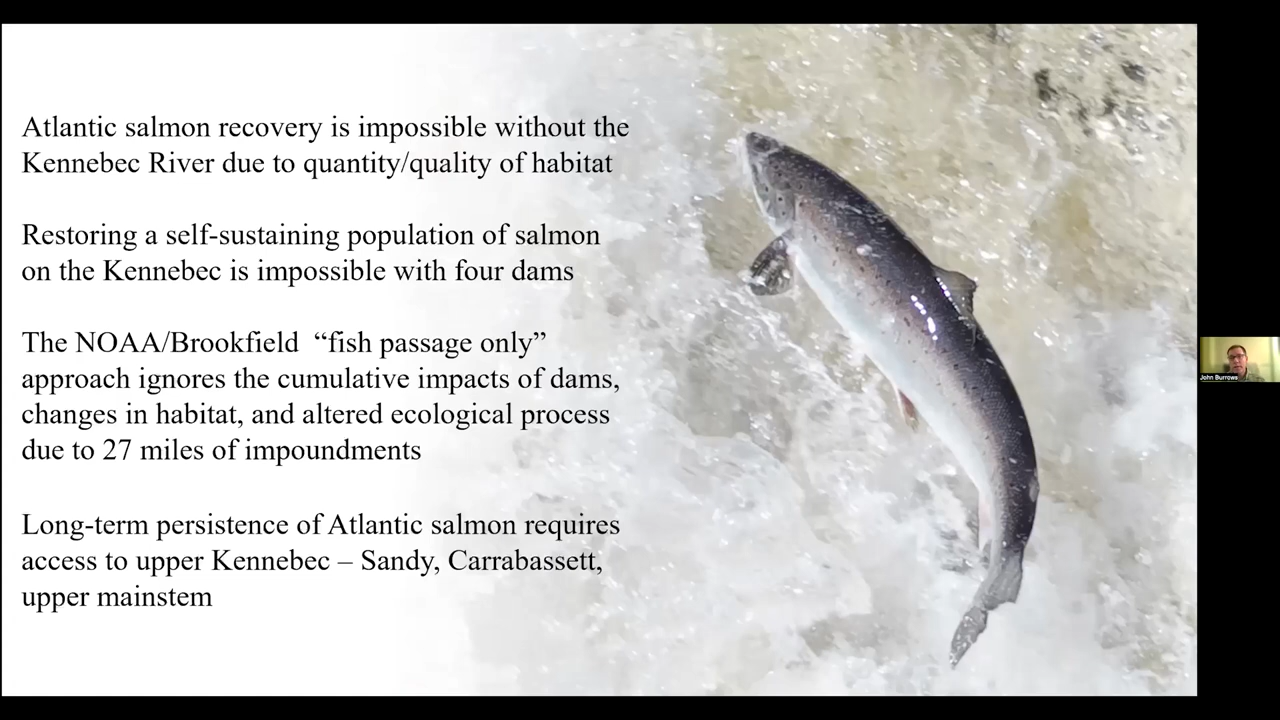 Atlantic salmon recovery is impossible without the
Kennebec River due to quantity/quality of habitat
Restoring a self-sustaining population of salmon
on the Kennebec is impossible with four dams
The NOAA/Brookfield “fish passage only”
approach ignores the cumulative impacts of dams,
changes in habitat, and altered ecological process
due to 27 miles of impoundments
Long-term persistence of Atlantic salmon requires
access to upper Kennebec – Sandy, Carrabassett,
upper mainstem
John Burrows